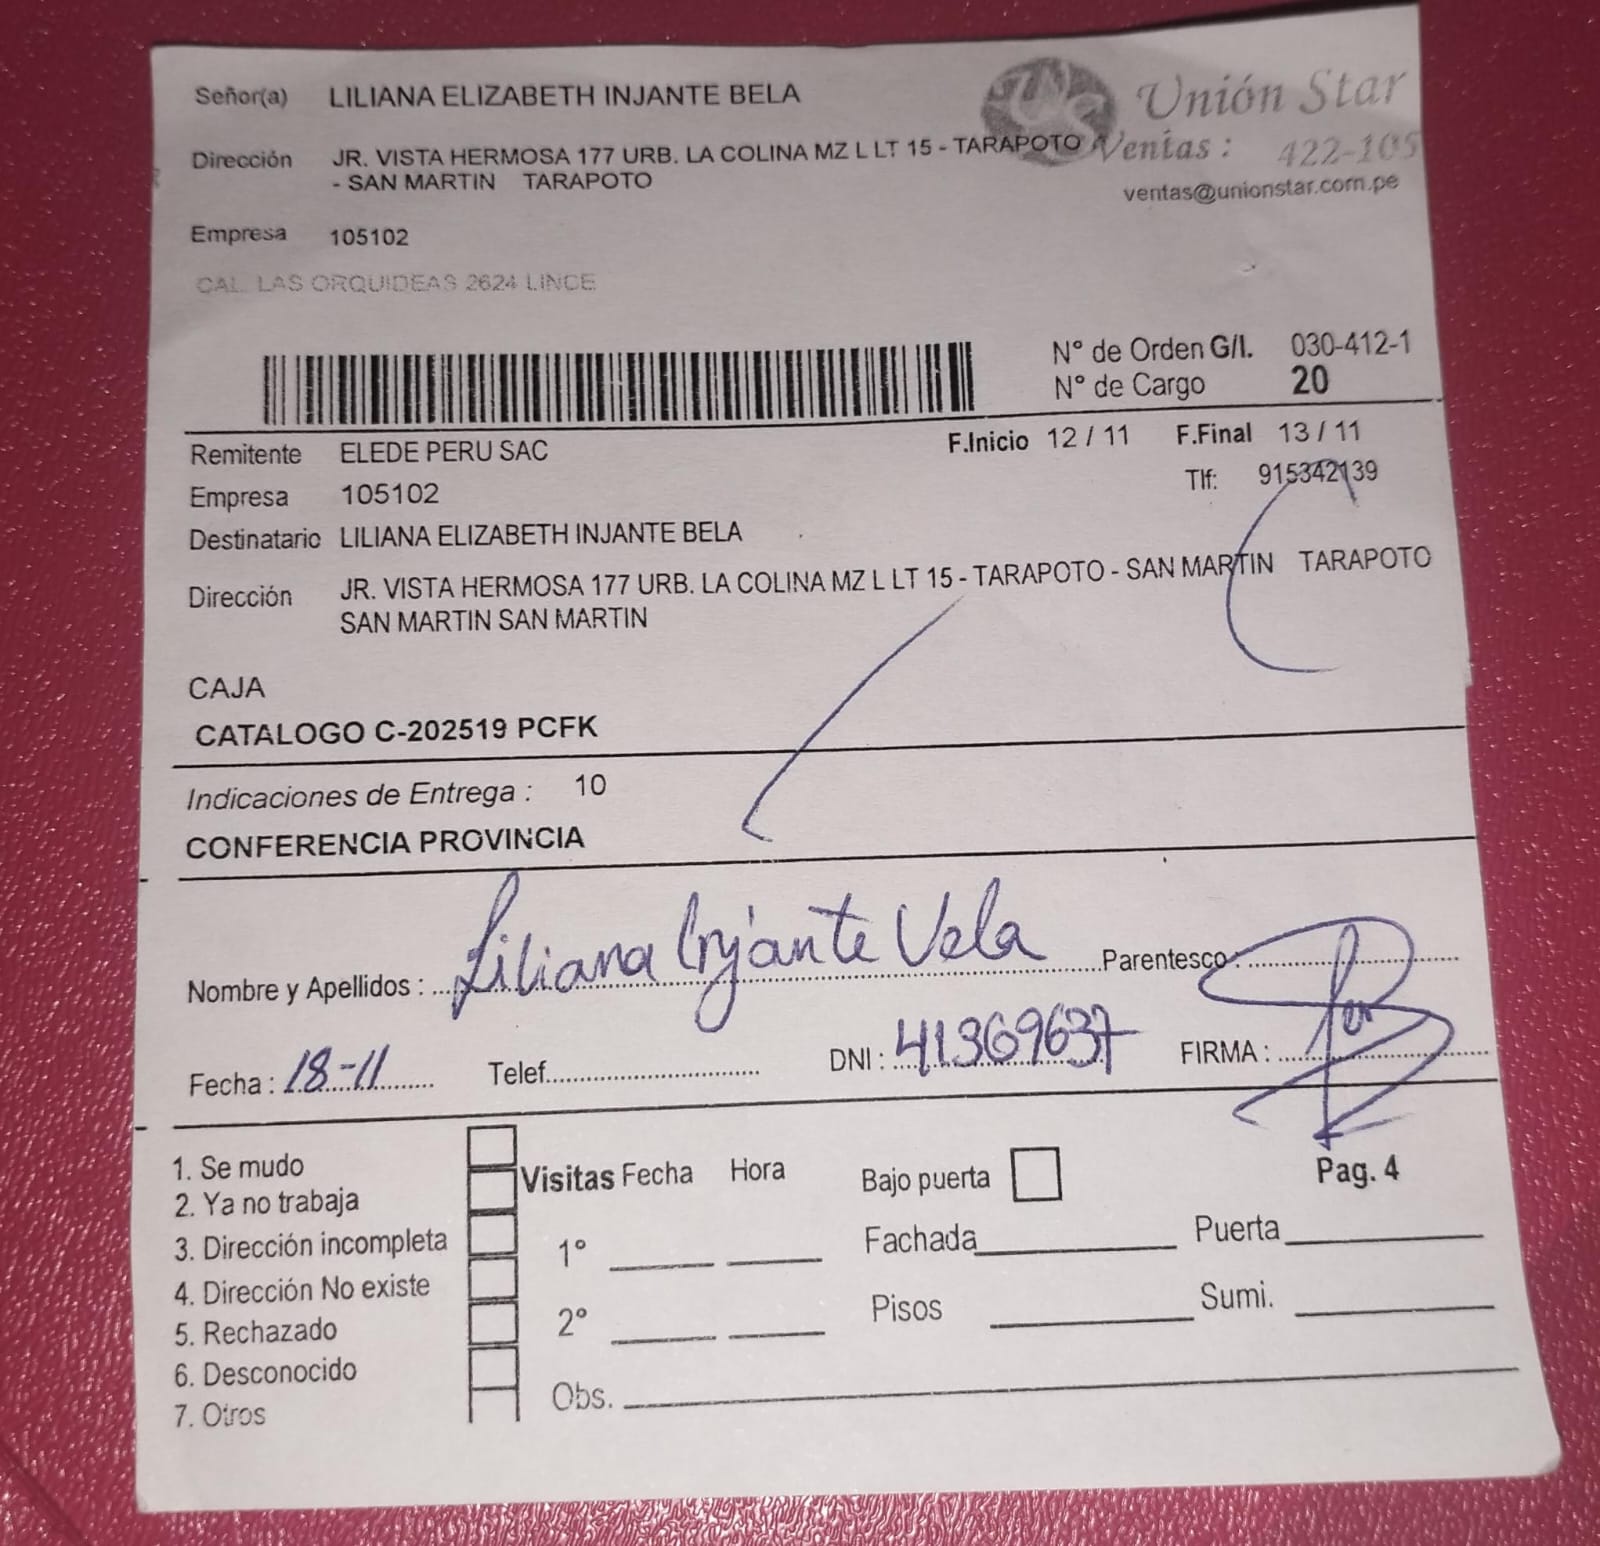 Señor(a) LILIANA ELIZABETH INJANTE BELA
Unión Star
Dirección JR. VISTA HERMOSA 177 URB. LA COLINA MZ L LT 15 - TARAPOTO
- SAN MARTIN TARAPOTO
Ventas: 422-105
ventas@unionstar.com.pe
Empresa 105102
CAL. LAS ORQUIDEAS 2624 LINCE
N° de Orden G/I. 030-412-1
N° de Cargo 20
Remitente ELEDE PERU SAC F.Inicio 12 / 11 F.Final 13 / 11
Empresa 105102 Tlf: 915342139
Destinatario LILIANA ELIZABETH INJANTE BELA
Dirección JR. VISTA HERMOSA 177 URB. LA COLINA MZ L LT 15 - TARAPOTO - SAN MARTIN TARAPOTO
SAN MARTIN SAN MARTIN
CAJA
CATALOGO C-202519 PCFK
Indicaciones de Entrega : 10
CONFERENCIA PROVINCIA
Nombre y Apellidos : Liliana Injante Vela Parentesco :
Fecha : 18-11 Telef. DNI : 41369637 FIRMA :
1. Se mudo
2. Ya no trabaja
3. Dirección incompleta
4. Dirección No existe
5. Rechazado
6. Desconocido
7. Otros
Visitas Fecha Hora
1°
2°
Obs.
Bajo puerta
Fachada
Pisos
Pag. 4
Puerta
Sumi.